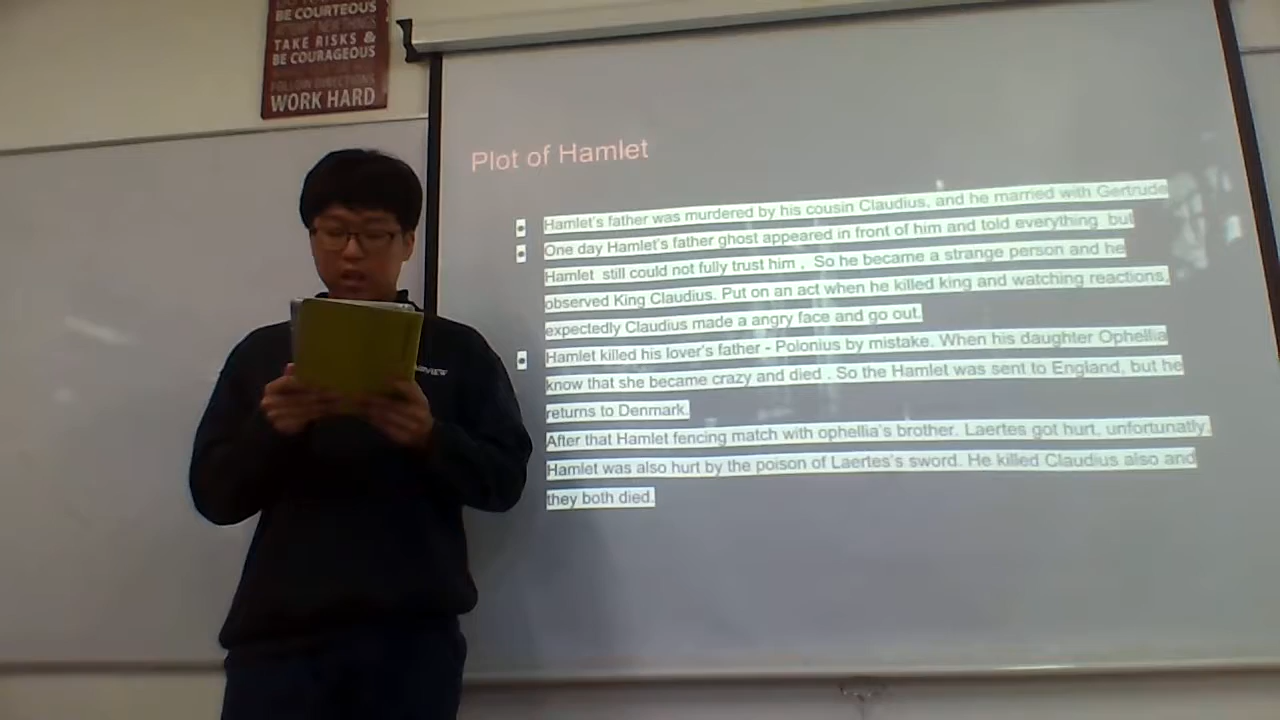 BE COURTEOUS
TAKE RISKS &
BE COURAGEOUS
FOLLOW DIRECTIONS
WORK HARD
Plot of Hamlet
• Hamlet's father was murdered by his cousin Claudius, and he married with Gertrude
• One day Hamlet's father ghost appeared in front of him and told everything but
Hamlet still could not fully trust him . So he became a strange person and he
observed King Claudius. Put on an act when he killed king and watching reactions,
expectedly Claudius made a angry face and go out.
• Hamlet killed his lover's father - Polonius by mistake. When his daughter Ophellia
know that she became crazy and died . So the Hamlet was sent to England, but he
returns to Denmark.
After that Hamlet fencing match with ophellia's brother. Laertes got hurt, unfortunatly,
Hamlet was also hurt by the poison of Laertes's sword. He killed Claudius also and
they both died.